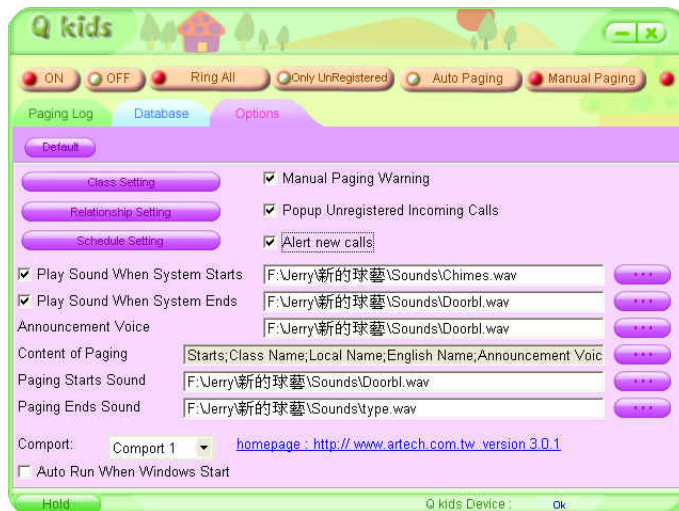 Q kids
ON OFF Ring All Only UnRegistered Auto Paging Manual Paging
Paging Log Database Options
Default
Class Setting
Manual Paging Warning
Relationship Setting
Popup Unregistered Incoming Calls
Schedule Setting
Alert new calls
Play Sound When System Starts F:\Jerry\新的球藝\Sounds\Chimes.wav ...
Play Sound When System Ends F:\Jerry\新的球藝\Sounds\Doorbl.wav ...
Announcement Voice F:\Jerry\新的球藝\Sounds\Doorbl.wav ...
Content of Paging Starts;Class Name;Local Name;English Name;Announcement Voic ...
Paging Starts Sound F:\Jerry\新的球藝\Sounds\Doorbl.wav ...
Paging Ends Sound F:\Jerry\新的球藝\Sounds\type.wav ...
Comport: Comport 1 homepage : http:// www.artech.com.tw version 3.0.1
Auto Run When Windows Start
Hold Q kids Device : Ok